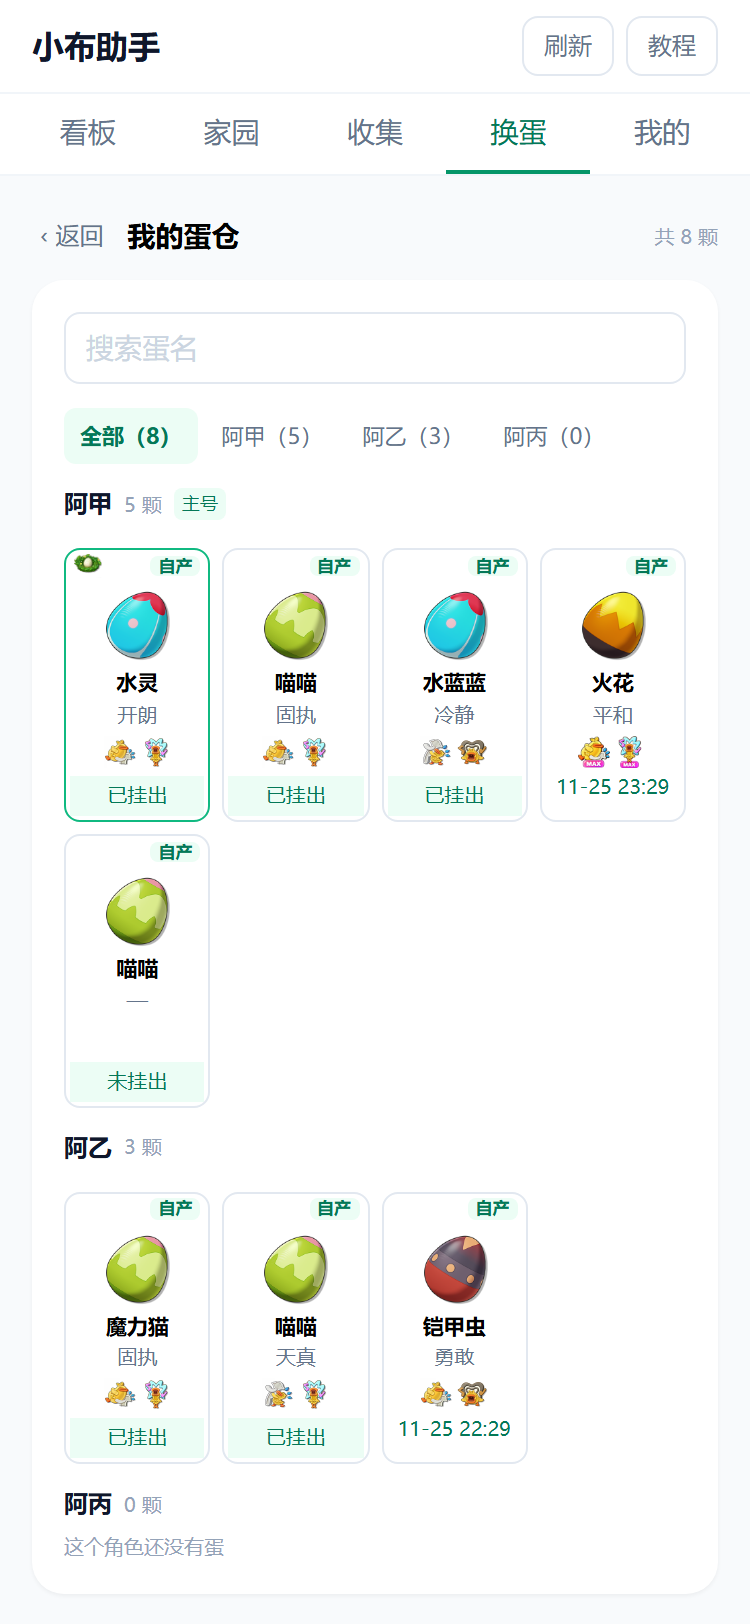 小布助手
刷新
教程
看板
家园
收集
换蛋
我的
‹ 返回
我的蛋仓
共 8 颗
搜索蛋名
全部（8）
阿甲（5）
阿乙（3）
阿丙（0）
阿甲 5 颗 主号
自产
水灵
开朗
已挂出
自产
喵喵
固执
已挂出
自产
水蓝蓝
冷静
已挂出
自产
火花
平和
MAX MAX
11-25 23:29
自产
喵喵
—
未挂出
阿乙 3 颗
自产
魔力猫
固执
已挂出
自产
喵喵
天真
已挂出
自产
铠甲虫
勇敢
11-25 22:29
阿丙 0 颗
这个角色还没有蛋